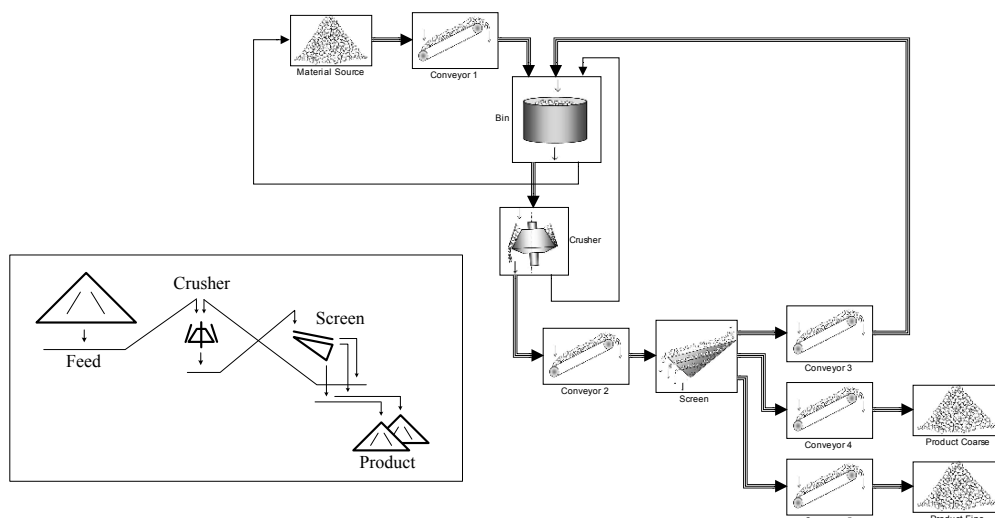 Material Source
Conveyor 1
Bin
Crusher
Crusher
Screen
Feed
Product
Conveyor 2
Screen
Conveyor 3
Conveyor 4
Product Coarse